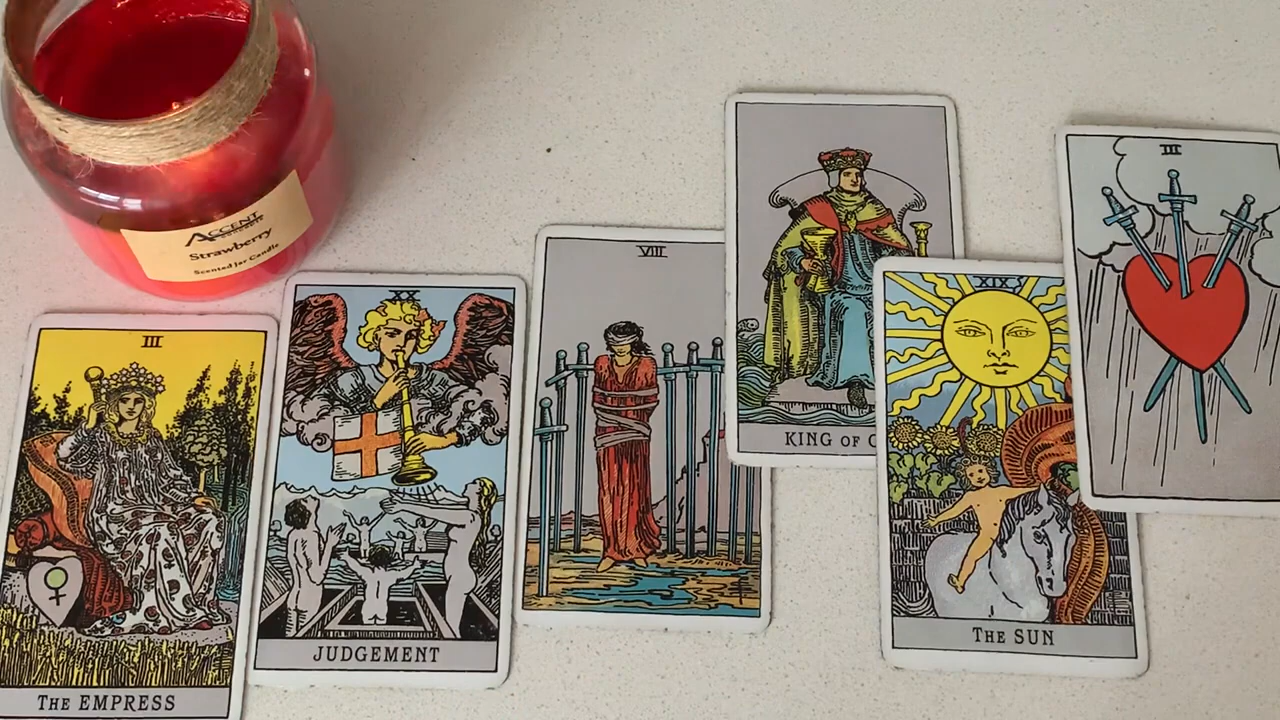 ACCENT
Strawberry
Scented Jar Candle
III
THE EMPRESS
XX
JUDGEMENT
VIII
KING OF
XIX
THE SUN
III